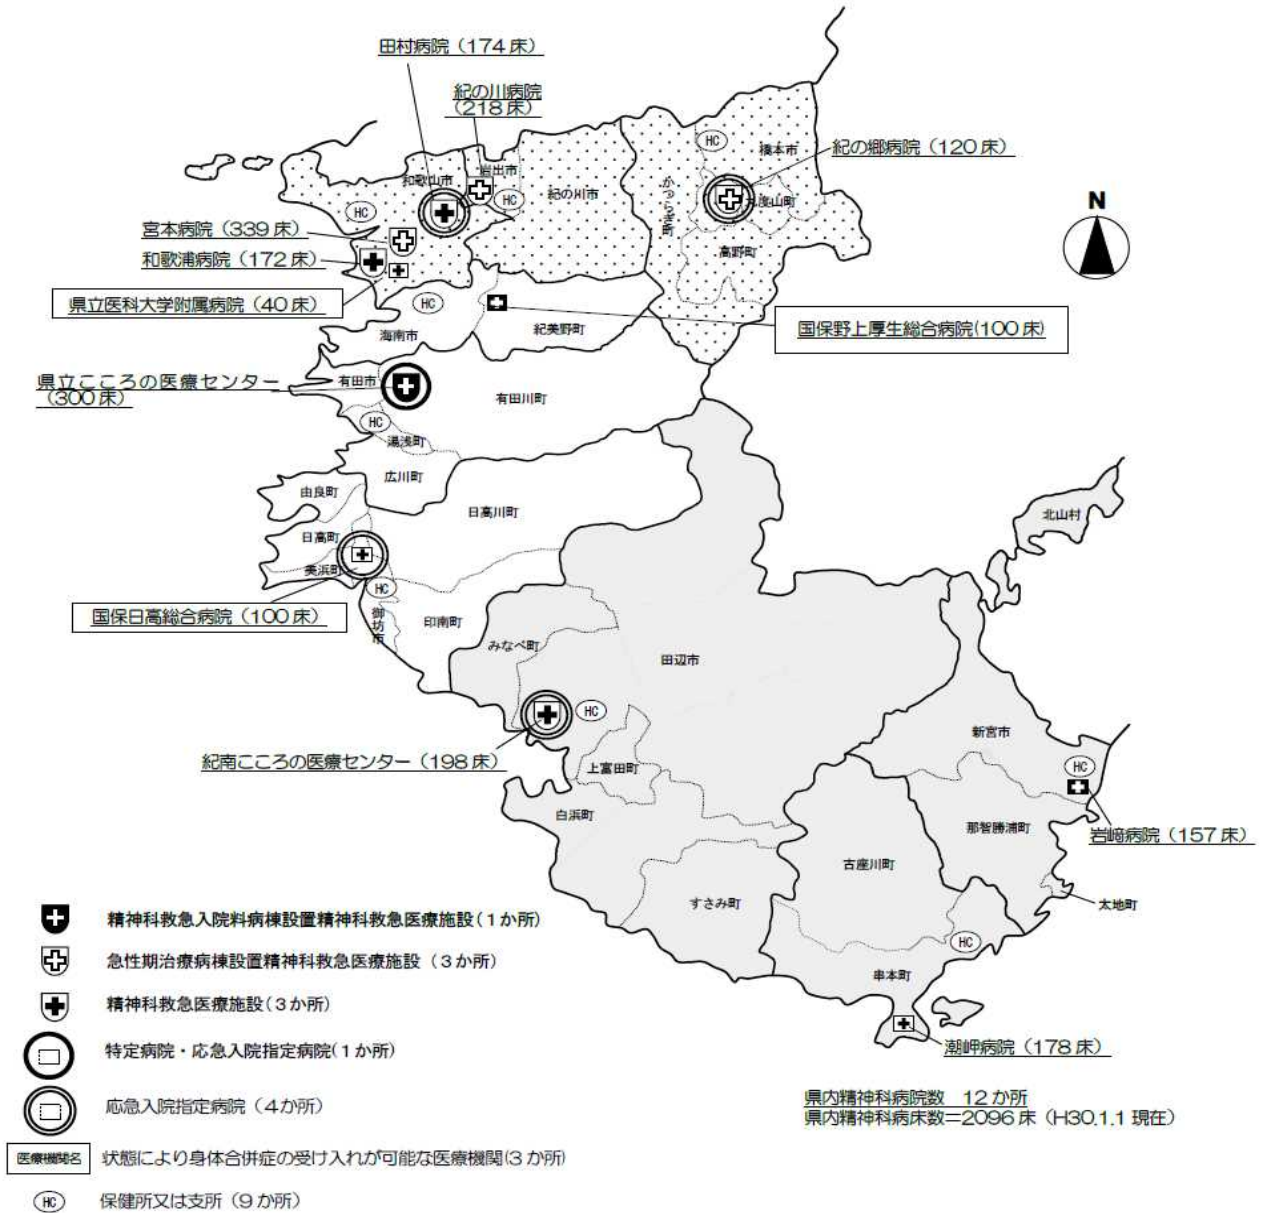 田村病院（174床）
紀の川病院
（218床）
HC
橋本市
紀の郷病院（120床）
岩出市
和歌山市
HC
紀の川市
かつらぎ町
九度山町
N
HC
宮本病院（339床）
高野町
和歌浦病院（172床）
県立医科大学附属病院（40床）
HC
国保野上厚生総合病院(100床)
海南市
紀美野町
県立こころの医療センター
（300床）
有田市
有田川町
HC
湯浅町
広川町
由良町
日高川町
北山村
日高町
美浜町
HC
国保日高総合病院（100床）
御坊市
印南町
みなべ町
田辺市
HC
新宮市
紀南こころの医療センター（198床）
上富田町
HC
白浜町
那智勝浦町
岩﨑病院（157床）
古座川町
すさみ町
太地町
HC
串本町
潮岬病院（178床）
精神科救急入院料病棟設置精神科救急医療施設(１か所)
急性期治療病棟設置精神科救急医療施設（３か所）
精神科救急医療施設(３か所)
特定病院・応急入院指定病院(１か所)
応急入院指定病院（４か所）
医療機関名 状態により身体合併症の受け入れが可能な医療機関(３か所)
HC 保健所又は支所（９か所）
県内精神科病院数　12か所
県内精神科病床数＝2096床（H30.1.1現在）